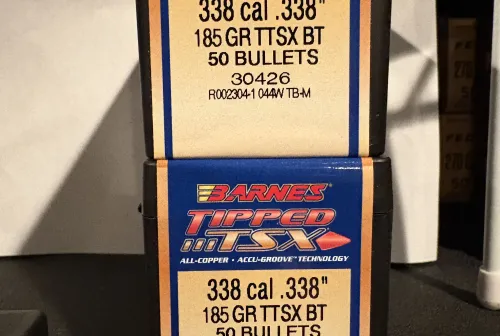 338 cal .338"
185 GR TTSX BT
50 BULLETS
30426
R002304-1 044W TB-M
BARNES
TIPPED
TSX
ALL-COPPER • ACCU-GROOVE™ TECHNOLOGY
338 cal .338"
185 GR TTSX BT
50 BULLETS